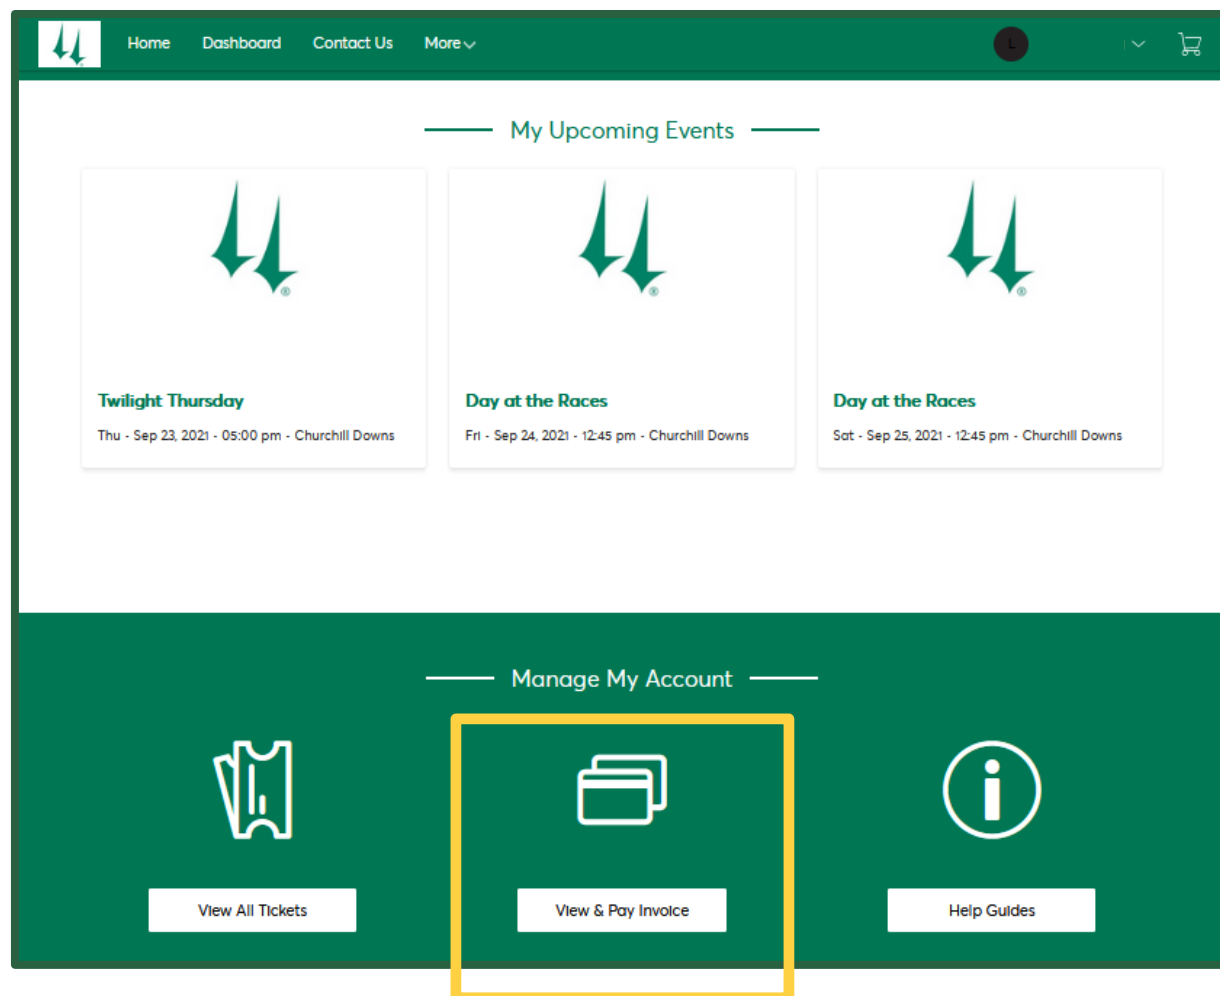 Home Dashboard Contact Us More L
My Upcoming Events
Twilight Thursday
Thu - Sep 23, 2021 - 05:00 pm - Churchill Downs
Day at the Races
Fri - Sep 24, 2021 - 12:45 pm - Churchill Downs
Day at the Races
Sat - Sep 25, 2021 - 12:45 pm - Churchill Downs
Manage My Account
View All Tickets
View & Pay Invoice
Help Guides